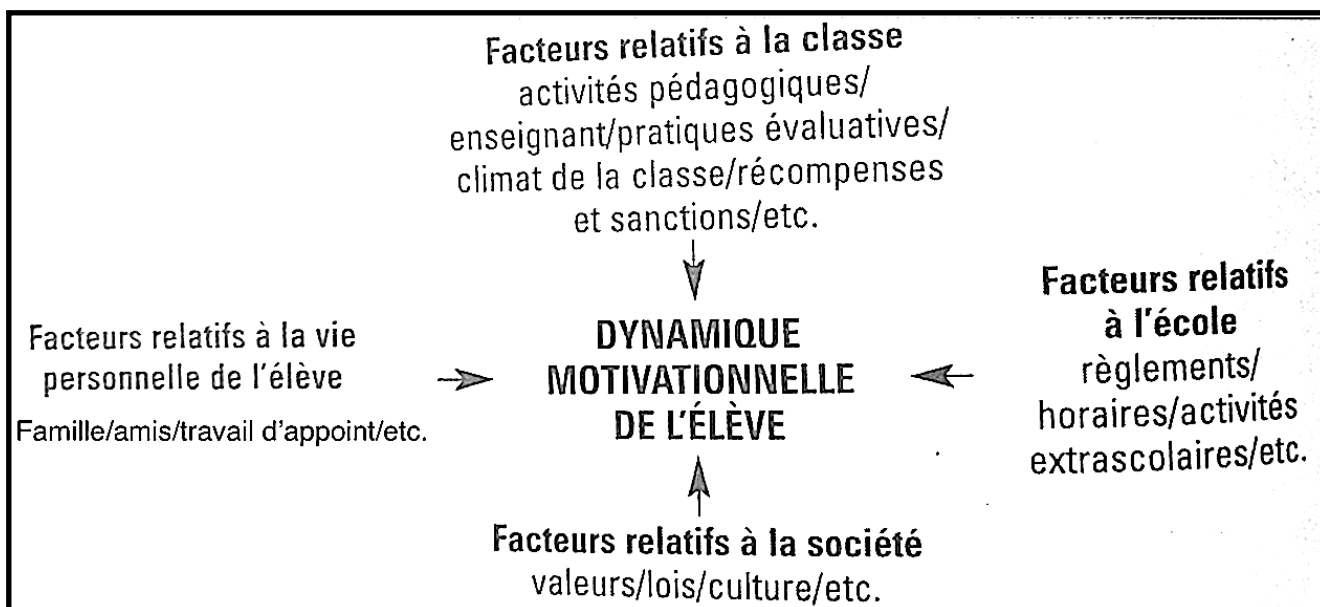 Facteurs relatifs à la classe
activités pédagogiques/
enseignant/pratiques évaluatives/
climat de la classe/récompenses
et sanctions/etc.
Facteurs relatifs à la vie
personnelle de l'élève
Famille/amis/travail d'appoint/etc.
DYNAMIQUE
MOTIVATIONNELLE
DE L'ÉLÈVE
Facteurs relatifs
à l'école
règlements/
horaires/activités
extrascolaires/etc.
Facteurs relatifs à la société
valeurs/lois/culture/etc.